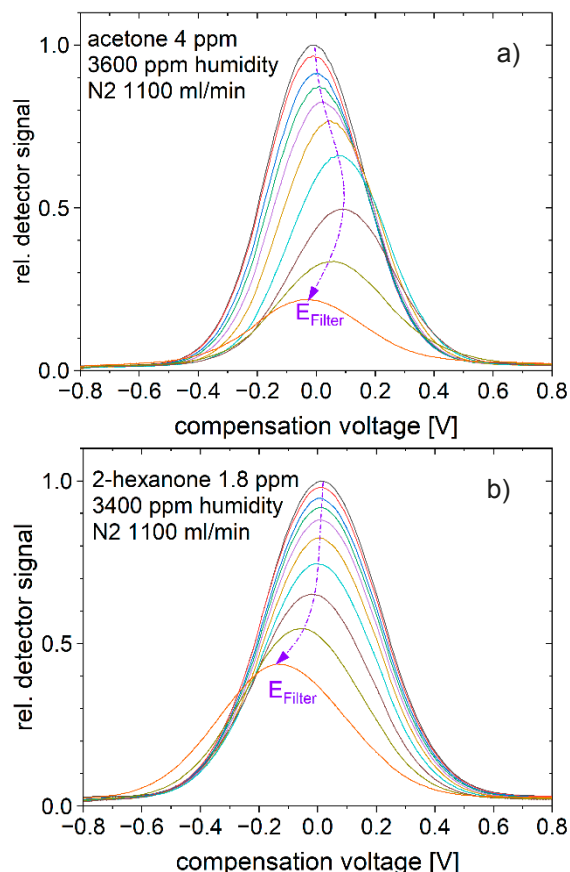 a)
acetone 4 ppm
3600 ppm humidity
N2 1100 ml/min
rel. detector signal
1.0
0.5
0.0
E_Filter
−0.8 −0.6 −0.4 −0.2 0.0 0.2 0.4 0.6 0.8
compensation voltage [V]
b)
2-hexanone 1.8 ppm
3400 ppm humidity
N2 1100 ml/min
rel. detector signal
1.0
0.5
0.0
E_Filter
−0.8 −0.6 −0.4 −0.2 0.0 0.2 0.4 0.6 0.8
compensation voltage [V]